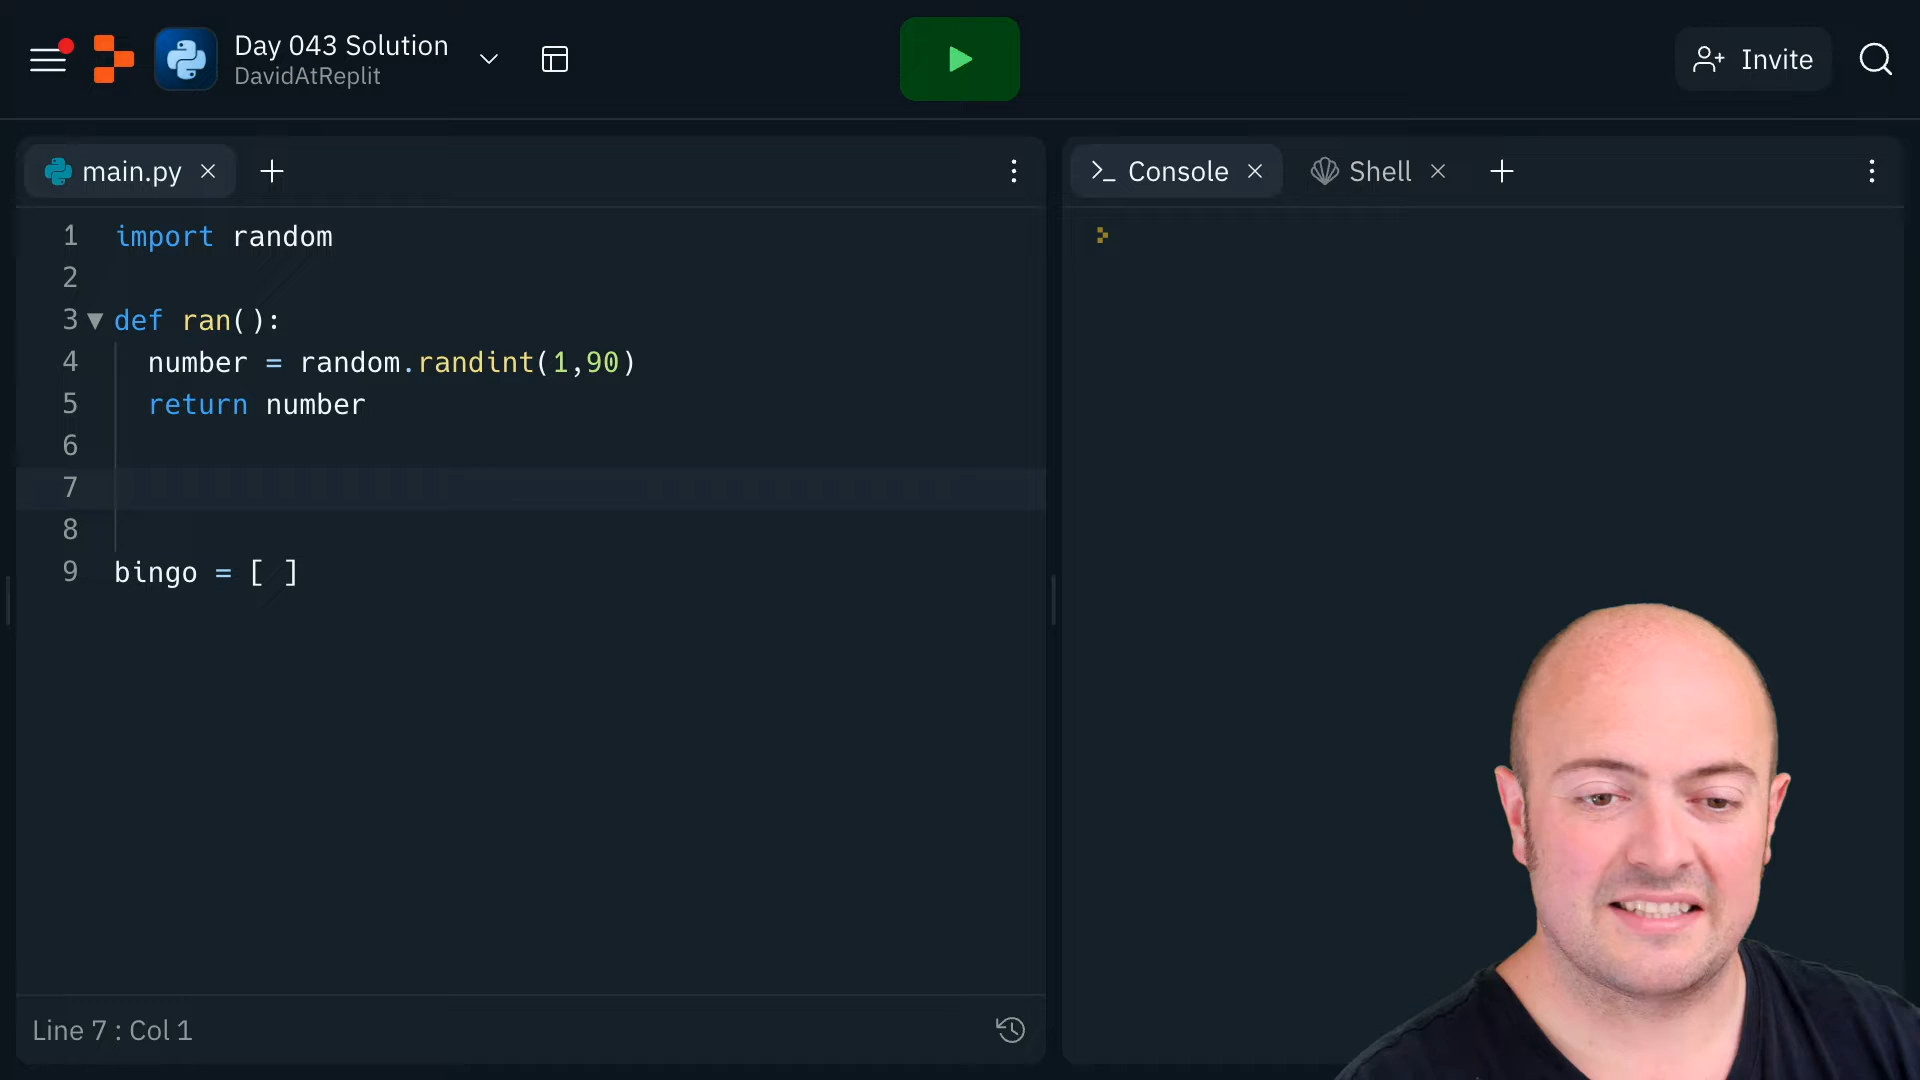 Day 043 Solution
DavidAtReplit
Invite
main.py
Console
Shell
1 import random
2
3 def ran():
4   number = random.randint(1,90)
5   return number
6
7
8
9 bingo = [ ]
Line 7 : Col 1